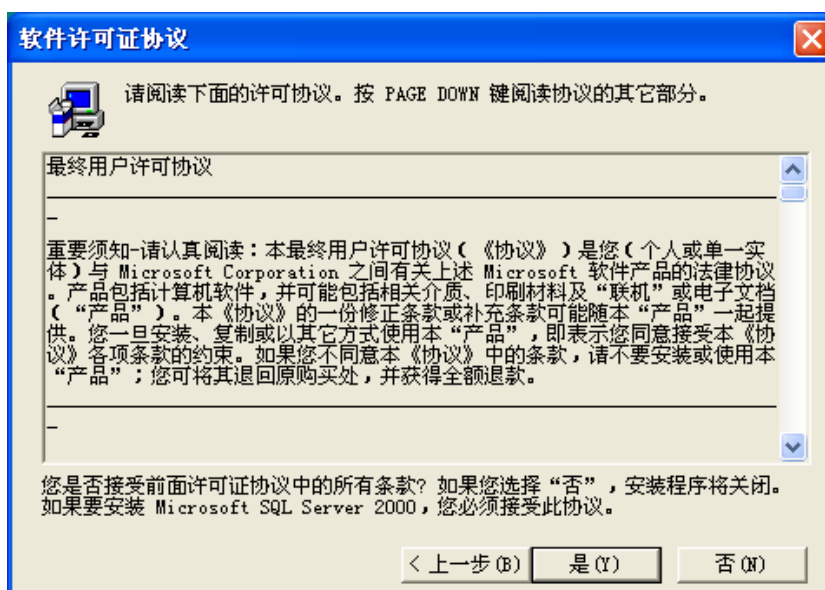 软件许可证协议
请阅读下面的许可协议。按 PAGE DOWN 键阅读协议的其它部分。
最终用户许可协议
重要须知-请认真阅读：本最终用户许可协议（《协议》）是您（个人或单一实
体）与 Microsoft Corporation 之间有关上述 Microsoft 软件产品的法律协议
。产品包括计算机软件，并可能包括相关介质、印刷材料及“联机”或电子文档
（“产品”）。本《协议》的一份修正条款或补充条款可能随本“产品”一起提
供。您一旦安装、复制或以其它方式使用本“产品”，即表示您同意接受本《协
议》各项条款的约束。如果您不同意本《协议》中的条款，请不要安装或使用本
“产品”；您可将其退回原购买处，并获得全额退款。
您是否接受前面许可证协议中的所有条款? 如果您选择“否”，安装程序将关闭。
如果要安装 Microsoft SQL Server 2000，您必须接受此协议。
< 上一步(B)
是(Y)
否(N)